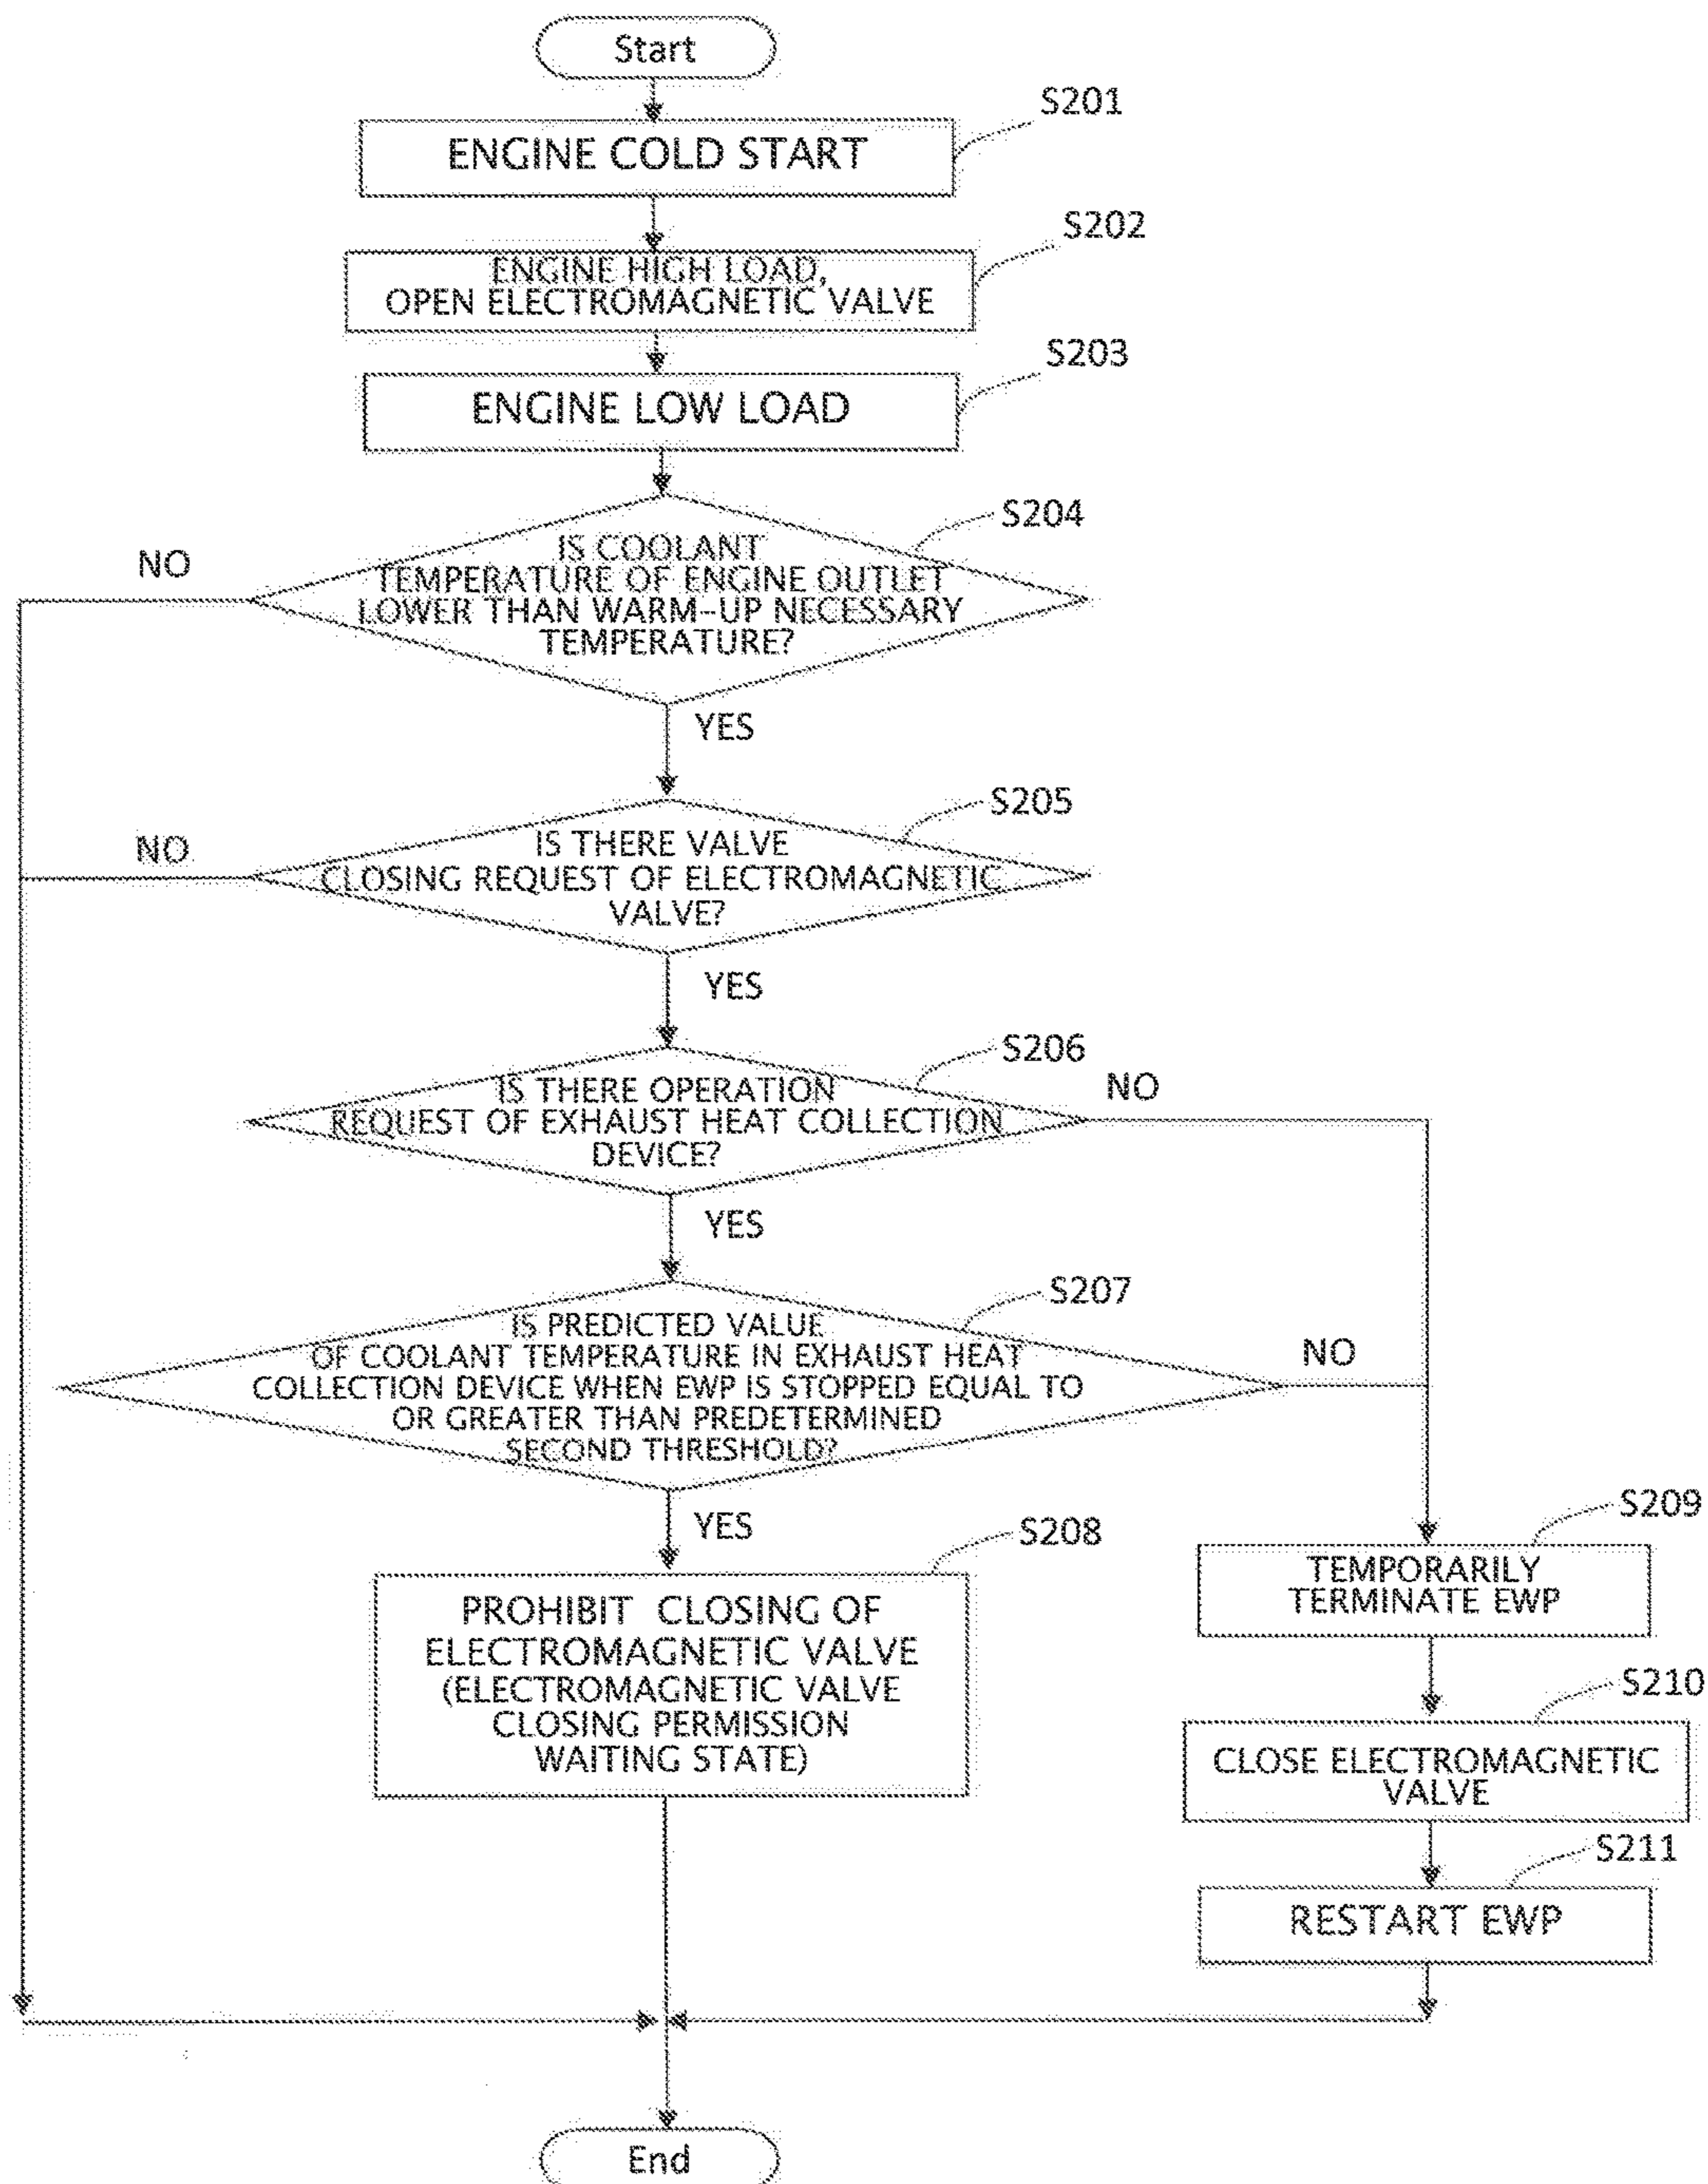 Start
S201
ENGINE COLD START
S202
ENGINE HIGH LOAD,
OPEN ELECTROMAGNETIC VALVE
S203
ENGINE LOW LOAD
S204
NO
IS COOLANT
TEMPERATURE OF ENGINE OUTLET
LOWER THAN WARM-UP NECESSARY
TEMPERATURE?
YES
S205
NO
IS THERE VALVE
CLOSING REQUEST OF ELECTROMAGNETIC
VALVE?
YES
S206
NO
IS THERE OPERATION
REQUEST OF EXHAUST HEAT COLLECTION
DEVICE?
YES
S207
IS PREDICTED VALUE
OF COOLANT TEMPERATURE IN EXHAUST HEAT
COLLECTION DEVICE WHEN EWP IS STOPPED EQUAL TO
OR GREATER THAN PREDETERMINED
SECOND THRESHOLD?
NO
YES
S208
PROHIBIT CLOSING OF
ELECTROMAGNETIC VALVE
(ELECTROMAGNETIC VALVE
CLOSING PERMISSION
WAITING STATE)
S209
TEMPORARILY
TERMINATE EWP
S210
CLOSE ELECTROMAGNETIC
VALVE
S211
RESTART EWP
End